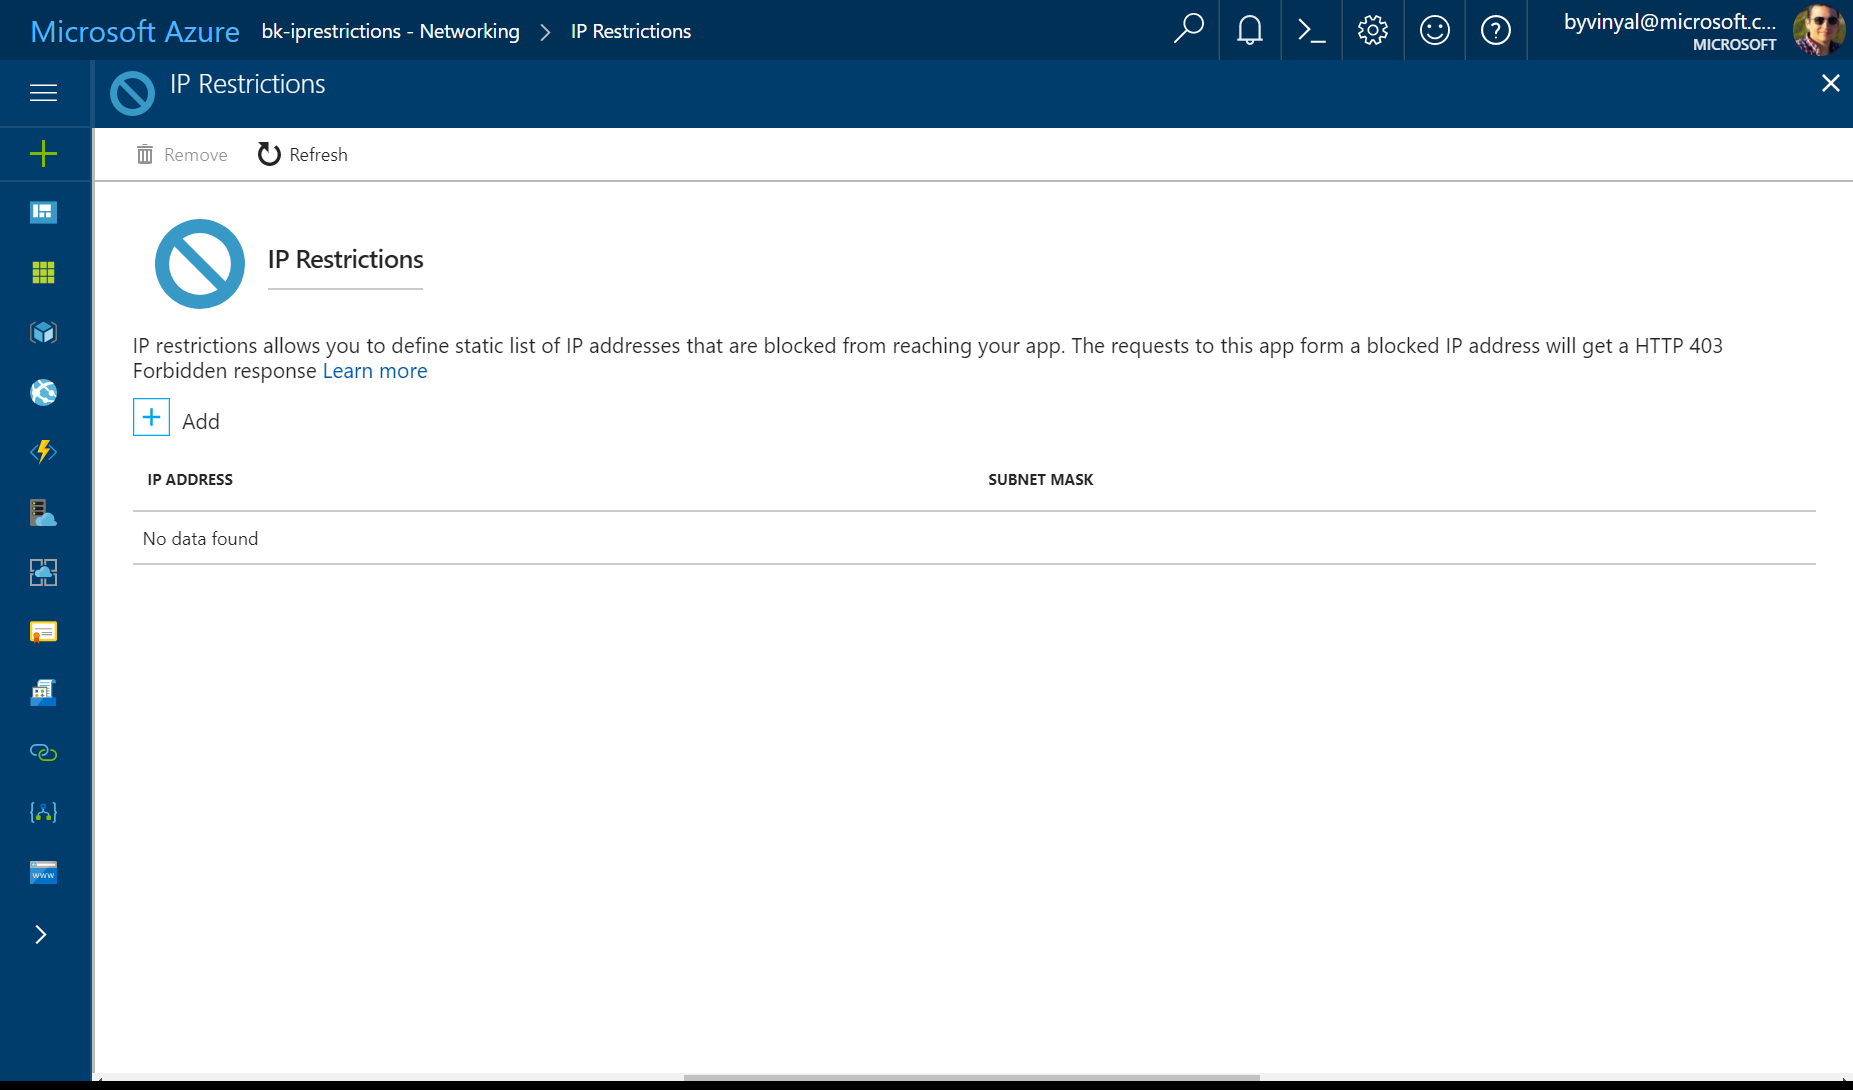 Microsoft Azure bk-iprestrictions - Networking > IP Restrictions
byvinyal@microsoft.c...
MICROSOFT
IP Restrictions
Remove Refresh
IP Restrictions
IP restrictions allows you to define static list of IP addresses that are blocked from reaching your app. The requests to this app form a blocked IP address will get a HTTP 403
Forbidden response Learn more
Add
IP ADDRESS SUBNET MASK
No data found
www